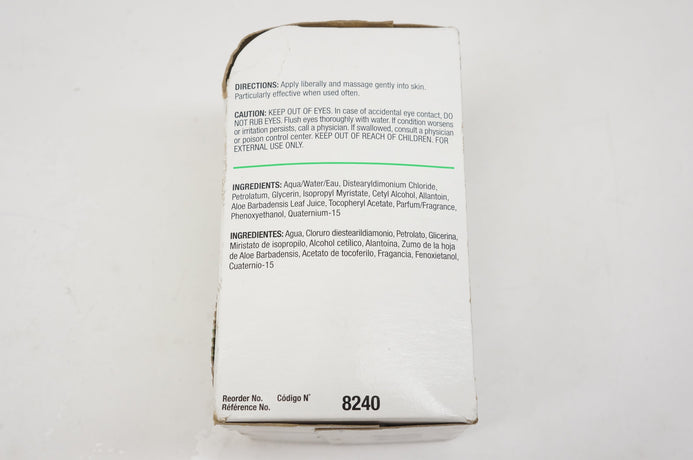 DIRECTIONS: Apply liberally and massage gently into skin.
Particularly effective when used often.
CAUTION: KEEP OUT OF EYES. In case of accidental eye contact, DO
NOT RUB EYES. Flush eyes thoroughly with water. If condition worsens
or irritation persists, call a physician. If swallowed, consult a physician
or poison control center. KEEP OUT OF REACH OF CHILDREN. FOR
EXTERNAL USE ONLY.
INGREDIENTS: Aqua/Water/Eau, Distearyldimonium Chloride,
Petrolatum, Glycerin, Isopropyl Myristate, Cetyl Alcohol, Allantoin,
Aloe Barbadensis Leaf Juice, Tocopheryl Acetate, Parfum/Fragrance,
Phenoxyethanol, Quaternium-15
INGREDIENTES: Agua, Cloruro diestearildiamonio, Petrolato, Glicerina,
Miristato de isopropilo, Alcohol cetílico, Alantoina, Zumo de la hoja
de Aloe Barbadensis, Acetato de tocoferilo, Fragancia, Fenoxietanol,
Cuaternio-15
Reorder No. Código N°
Référence No. 8240